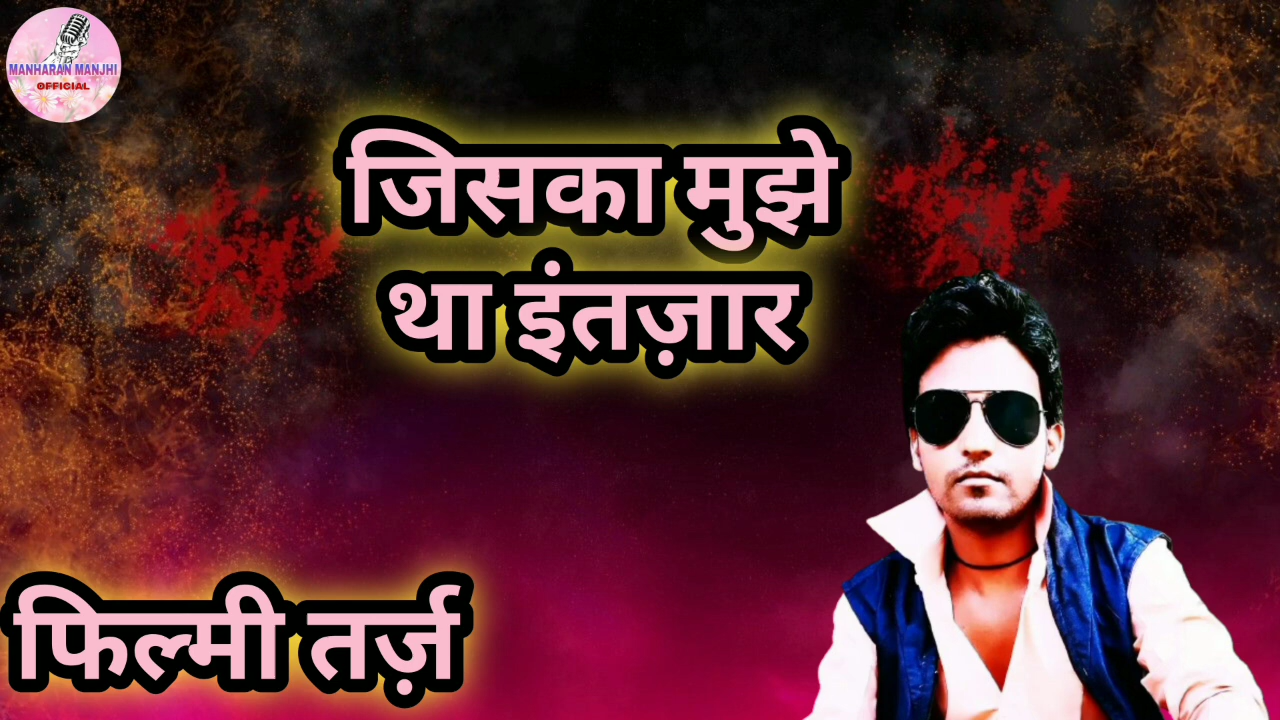 MANHARAN MANJHI
OFFICIAL
जिसका मुझे
था इंतज़ार
फिल्मी तर्ज़